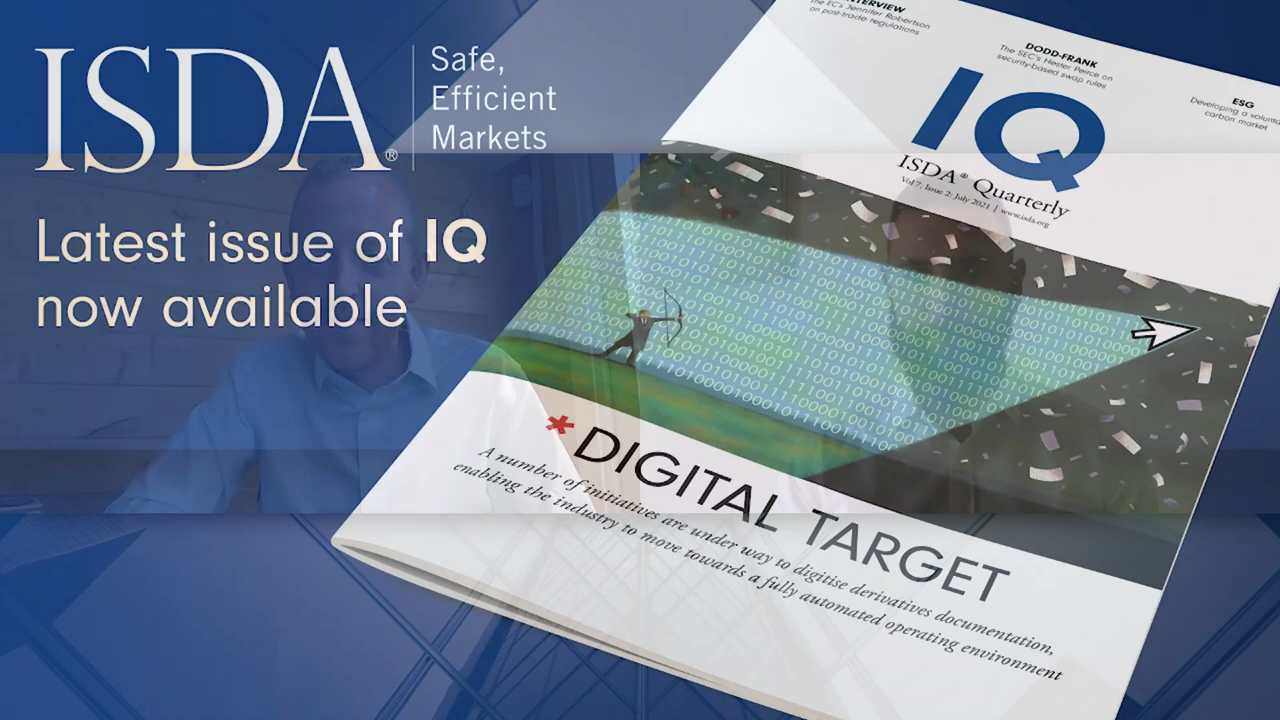 ISDA®
Safe,
Efficient
Markets
Latest issue of IQ
now available
INTERVIEW
The EC's Jennifer Robertson
on post-trade regulations
DODD-FRANK
The SEC's Hester Peirce on
security-based swap rules
ESG
Developing a
carbon market
IQ
ISDA® Quarterly
Vol 7, Issue 2: July 2021 | www.isda.org
*DIGITAL TARGET
A number of initiatives are under way to digitise derivatives documentation,
enabling the industry to move towards a fully automated operating environment